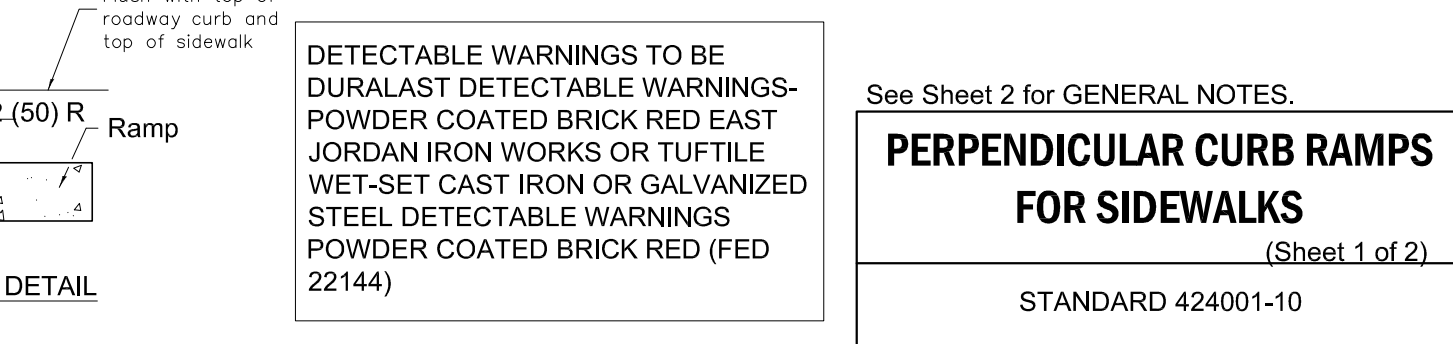 roadway curb and
top of sidewalk
(50) R
Ramp
DETAIL
DETECTABLE WARNINGS TO BE
DURALAST DETECTABLE WARNINGS-
POWDER COATED BRICK RED EAST
JORDAN IRON WORKS OR TUFTILE
WET-SET CAST IRON OR GALVANIZED
STEEL DETECTABLE WARNINGS
POWDER COATED BRICK RED (FED
22144)
See Sheet 2 for GENERAL NOTES.
PERPENDICULAR CURB RAMPS
FOR SIDEWALKS
(Sheet 1 of 2)
STANDARD 424001-10